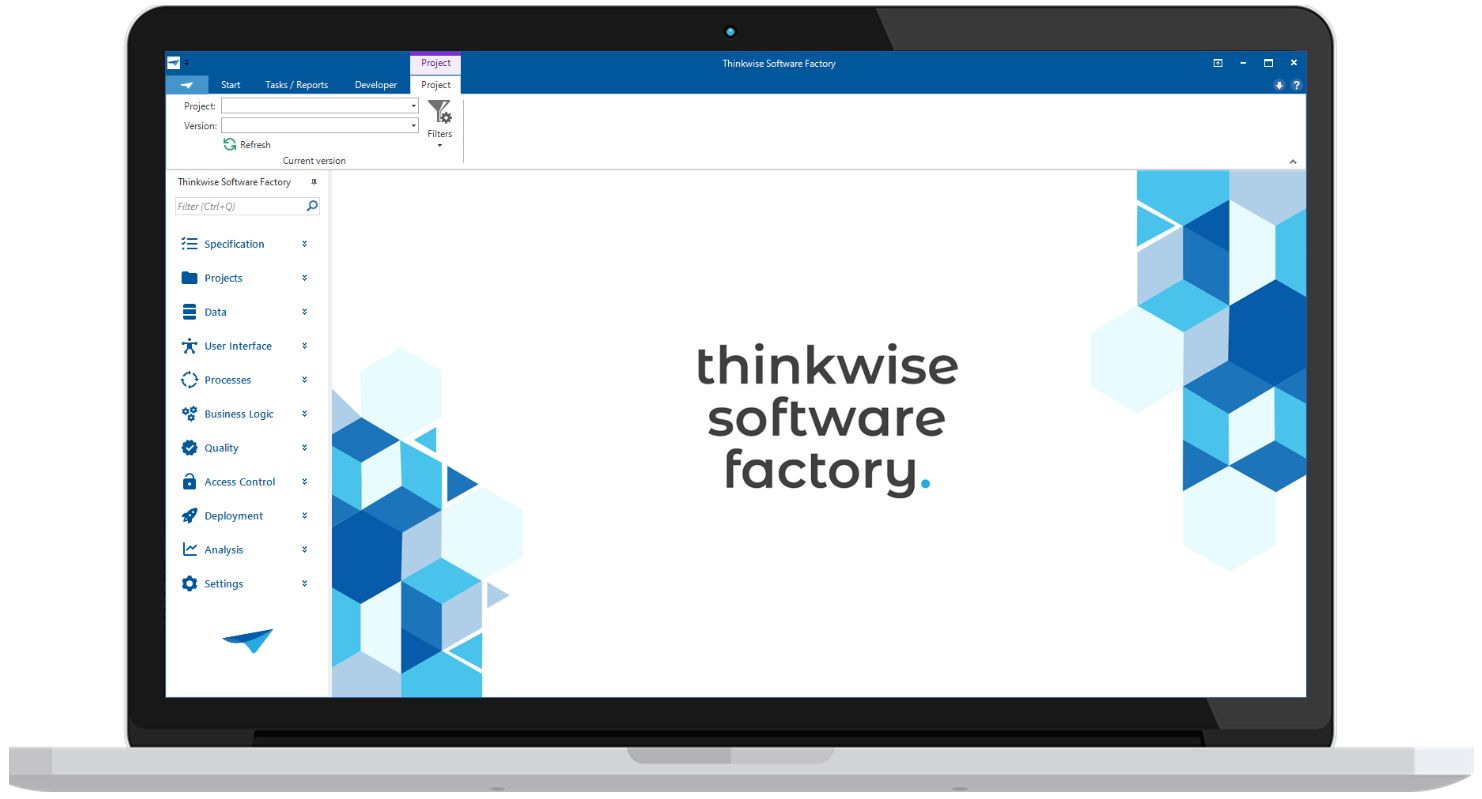 Project
Thinkwise Software Factory
Start
Tasks / Reports
Developer
Project
?
Project:
Version:
Refresh
Filters
Current version
Thinkwise Software Factory
Filter (Ctrl+Q)
Specification
Projects
Data
User Interface
Processes
Business Logic
Quality
Access Control
Deployment
Analysis
Settings
thinkwise
software
factory.